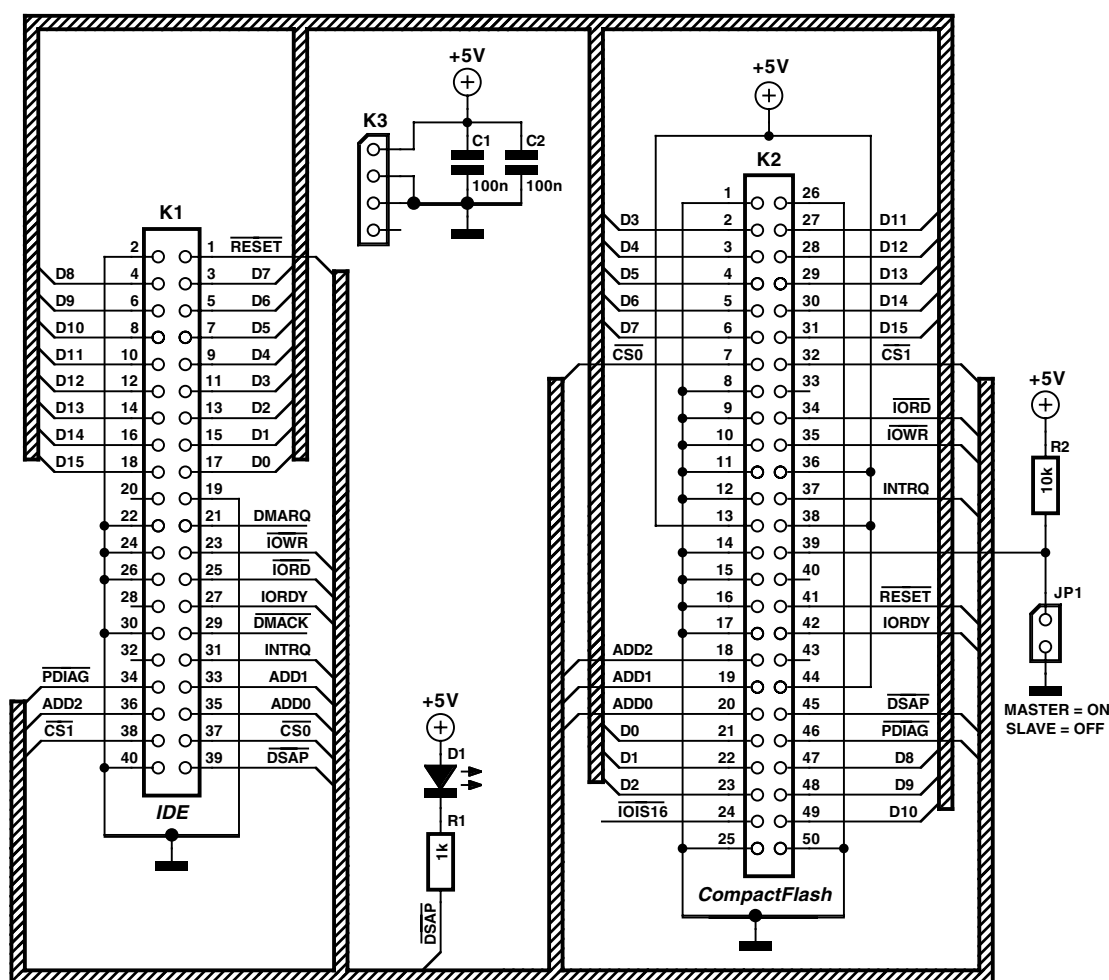 +5V
K3
C1
C2
100n
100n
K1
IDE
2 1 RESET
D8 4 3 D7
D9 6 5 D6
D10 8 7 D5
D11 10 9 D4
D12 12 11 D3
D13 14 13 D2
D14 16 15 D1
D15 18 17 D0
20 19
22 21 DMARQ
24 23 IOWR
26 25 IORD
28 27 IORDY
30 29 DMACK
32 31 INTRQ
PDIAG 34 33 ADD1
ADD2 36 35 ADD0
CS1 38 37 CS0
40 39 DSAP
+5V
D1
R1
1k
DSAP
+5V
K2
1 26
D3 2 27 D11
D4 3 28 D12
D5 4 29 D13
D6 5 30 D14
D7 6 31 D15
CS0 7 32 CS1
8 33
9 34 IORD
10 35 IOWR
11 36
12 37 INTRQ
13 38
14 39
15 40
16 41 RESET
17 42 IORDY
ADD2 18 43
ADD1 19 44
ADD0 20 45 DSAP
D0 21 46 PDIAG
D1 22 47 D8
D2 23 48 D9
IOIS16 24 49 D10
25 50
CompactFlash
+5V
R2
10k
JP1
MASTER = ON
SLAVE = OFF